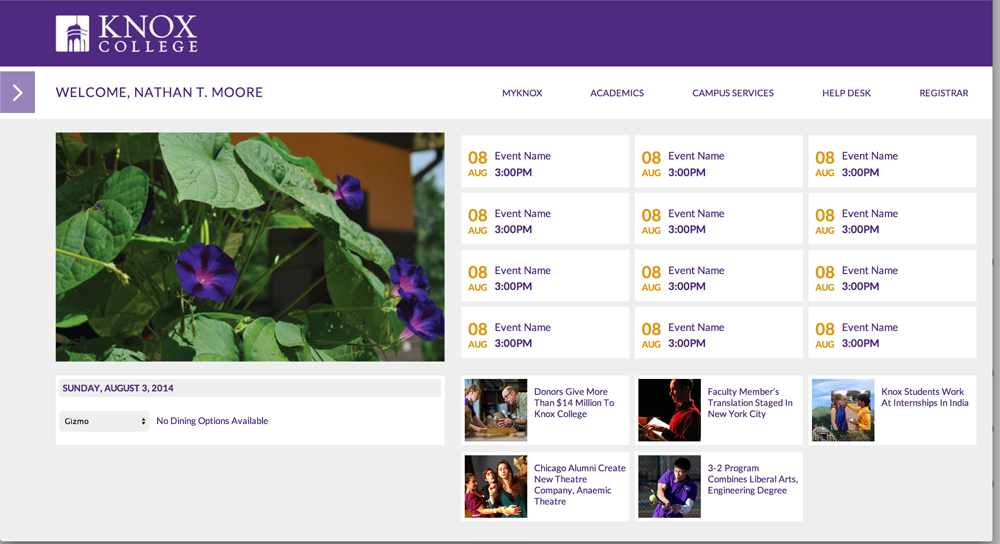 KNOX
COLLEGE
WELCOME, NATHAN T. MOORE
MYKNOX
ACADEMICS
CAMPUS SERVICES
HELP DESK
REGISTRAR
08
AUG
Event Name
3:00PM
08
AUG
Event Name
3:00PM
08
AUG
Event Name
3:00PM
08
AUG
Event Name
3:00PM
08
AUG
Event Name
3:00PM
08
AUG
Event Name
3:00PM
08
AUG
Event Name
3:00PM
08
AUG
Event Name
3:00PM
08
AUG
Event Name
3:00PM
08
AUG
Event Name
3:00PM
08
AUG
Event Name
3:00PM
08
AUG
Event Name
3:00PM
SUNDAY, AUGUST 3, 2014
Gizmo
No Dining Options Available
Donors Give More
Than $14 Million To
Knox College
Faculty Member's
Translation Staged In
New York City
Knox Students Work
At Internships In India
Chicago Alumni Create
New Theatre
Company, Anaemic
Theatre
3-2 Program
Combines Liberal Arts,
Engineering Degree